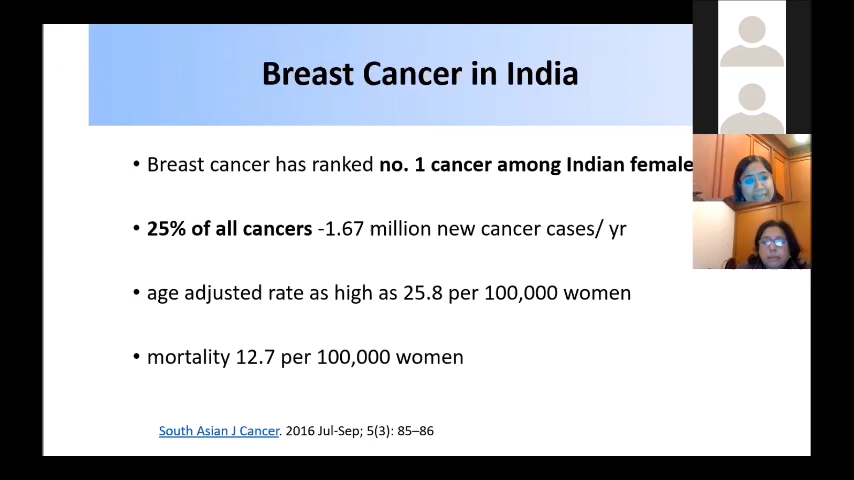 Breast Cancer in India
• Breast cancer has ranked no. 1 cancer among Indian female
• 25% of all cancers -1.67 million new cancer cases/ yr
• age adjusted rate as high as 25.8 per 100,000 women
• mortality 12.7 per 100,000 women
South Asian J Cancer. 2016 Jul-Sep; 5(3): 85–86